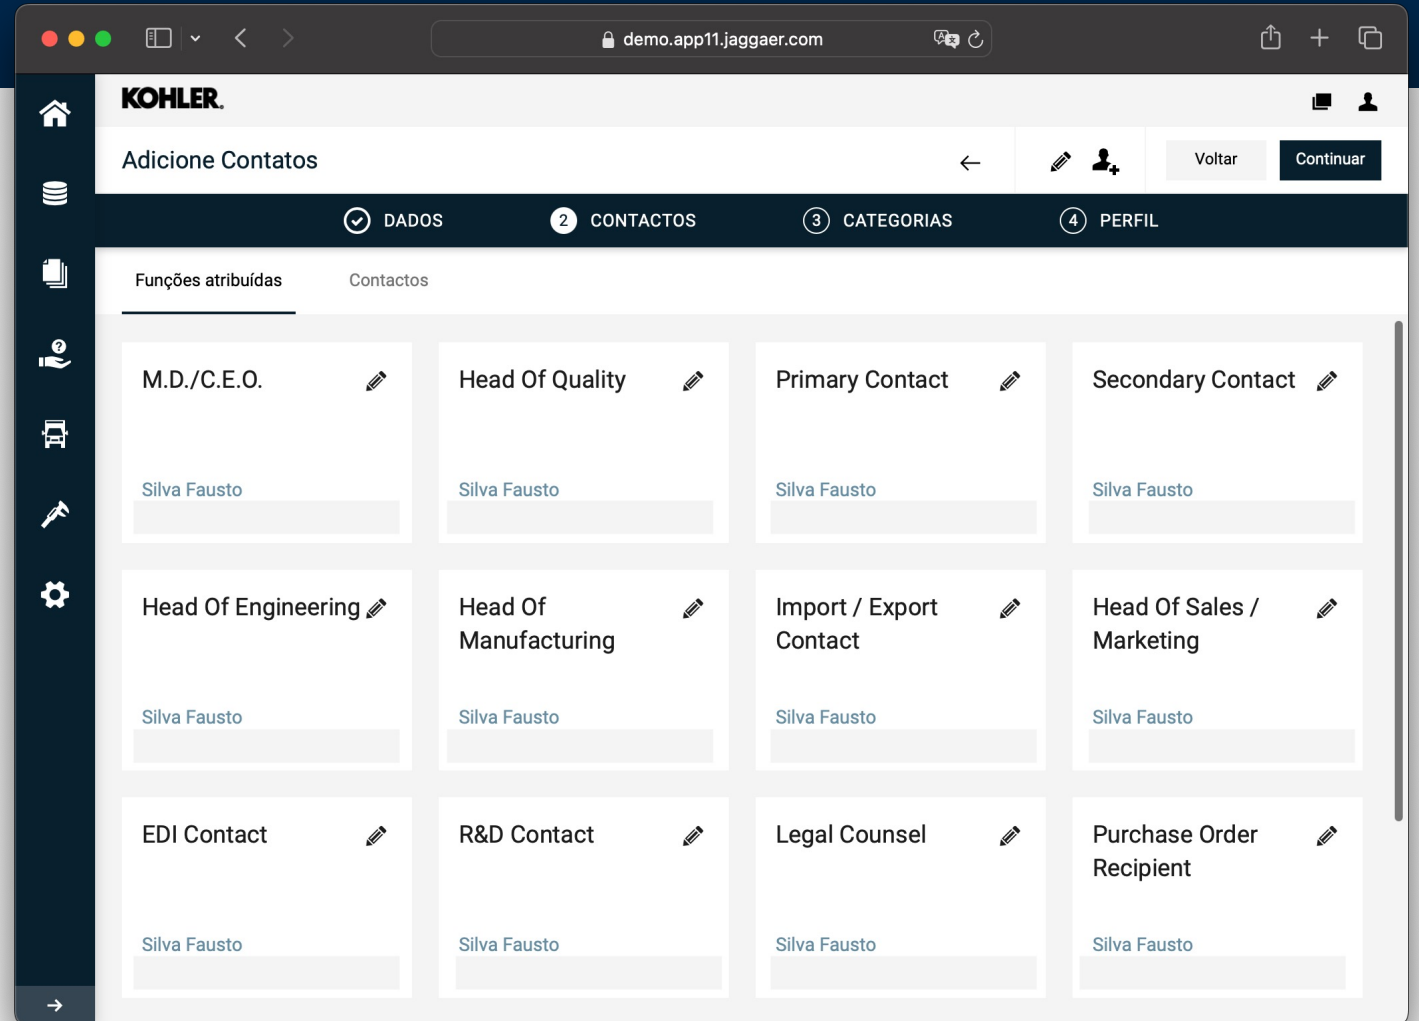 demo.app11.jaggaer.com
KOHLER.
Adicione Contatos
Voltar
Continuar
DADOS
2 CONTACTOS
3 CATEGORIAS
4 PERFIL
Funções atribuídas
Contactos
M.D./C.E.O.
Head Of Quality
Primary Contact
Secondary Contact
Silva Fausto
Silva Fausto
Silva Fausto
Silva Fausto
Head Of Engineering
Head Of
Manufacturing
Import / Export
Contact
Head Of Sales /
Marketing
Silva Fausto
Silva Fausto
Silva Fausto
Silva Fausto
EDI Contact
R&D Contact
Legal Counsel
Purchase Order
Recipient
Silva Fausto
Silva Fausto
Silva Fausto
Silva Fausto